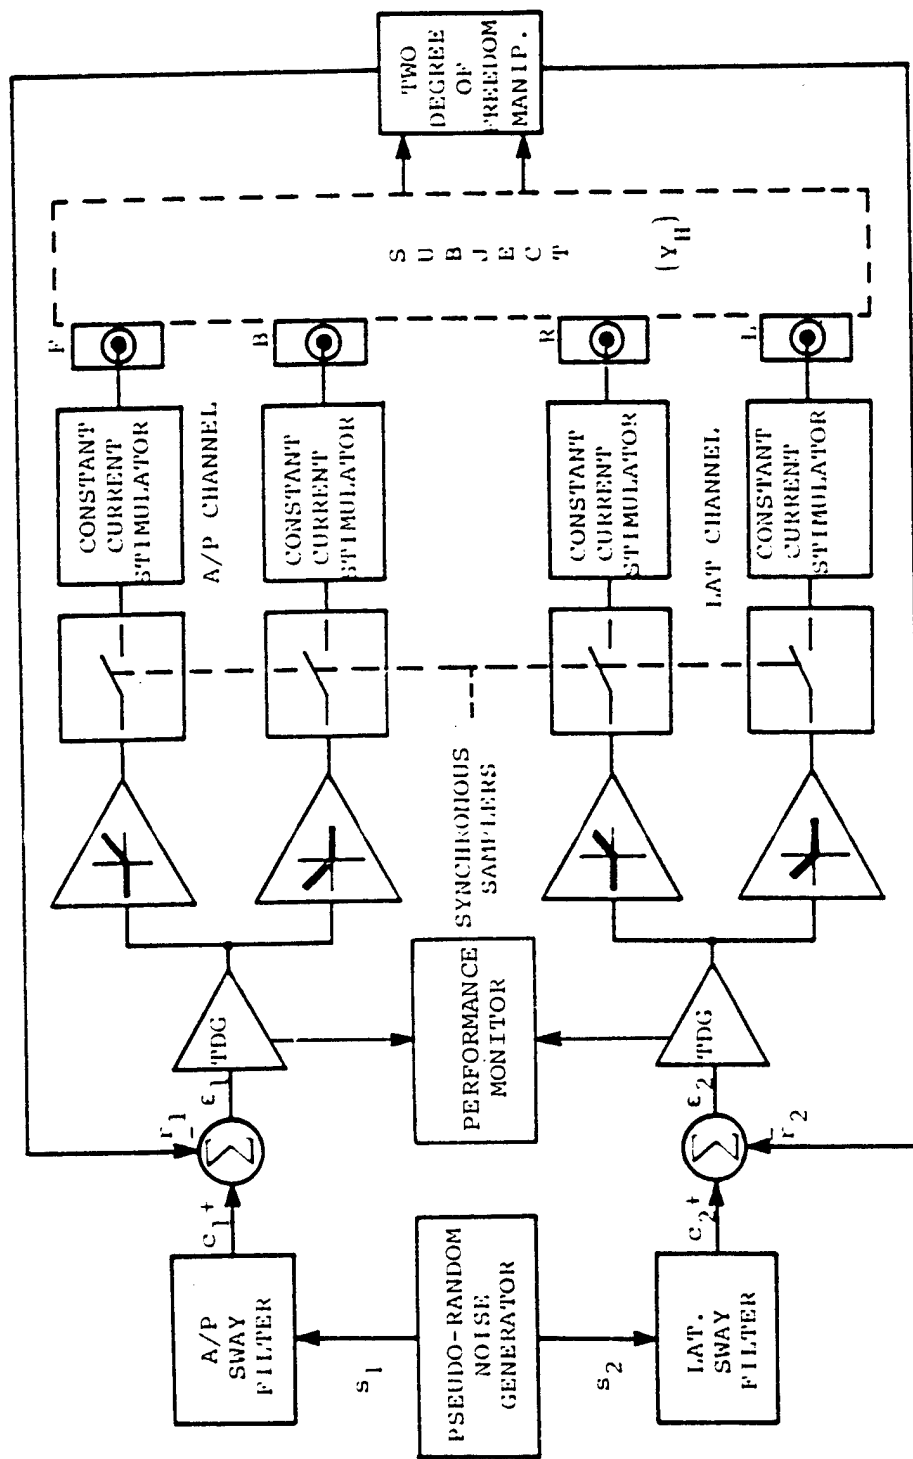 A/P
SWAY
FILTER
s1
PSEUDO-RANDOM
NOISE
GENERATOR
s2
LAT.
SWAY
FILTER
c1+
r1
-
Σ
ε1
TDG
PERFORMANCE
MONITOR
c2+
r2
-
Σ
ε2
TDG
SYNCHRONOUS
SAMPLERS
CONSTANT
CURRENT
STIMULATOR
A/P CHANNEL
CONSTANT
CURRENT
STIMULATOR
CONSTANT
CURRENT
STIMULATOR
LAT CHANNEL
CONSTANT
CURRENT
STIMULATOR
F
B
R
L
SUBJECT
(YH)
TWO
DEGREE
OF
FREEDOM
MANIP.